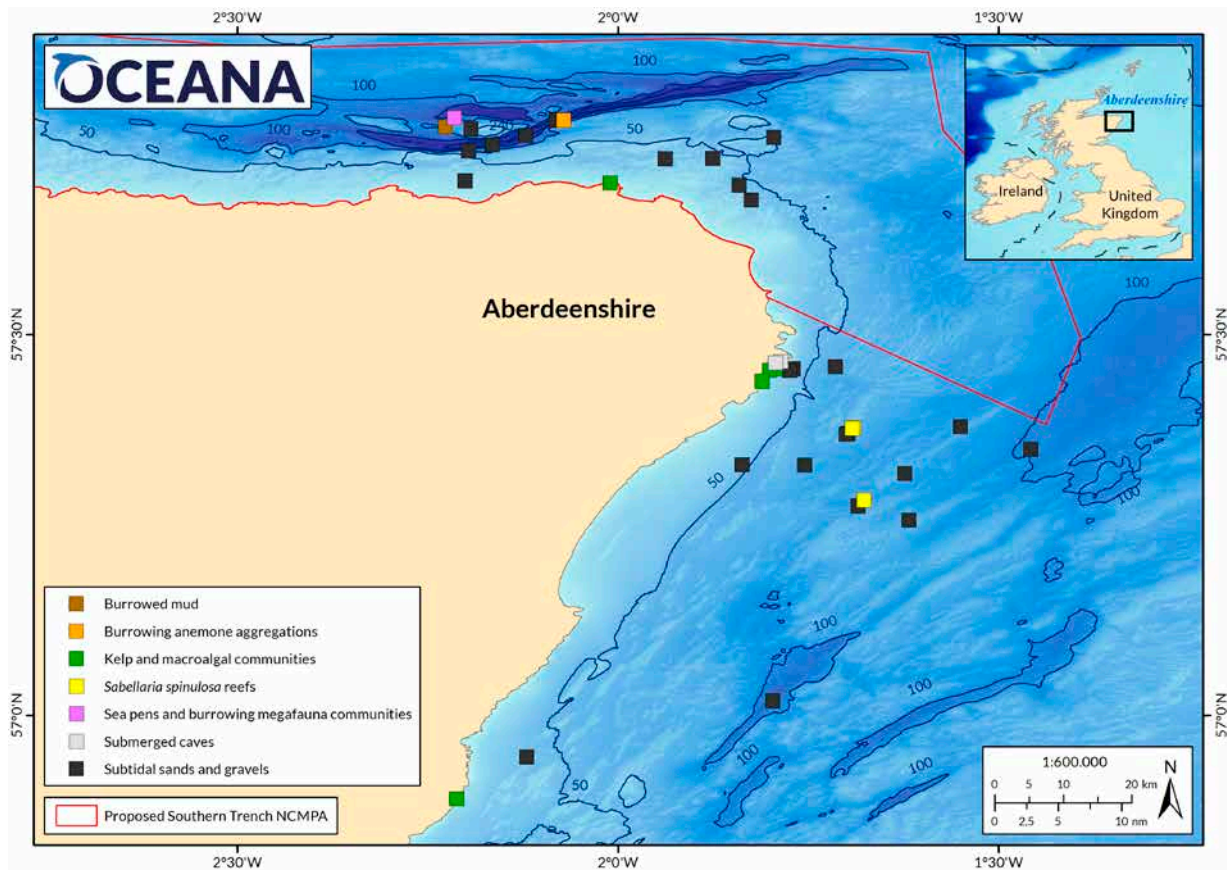 2°30'W
2°0'W
1°30'W
OCEANA
100
100
100
50
50
200
Aberdeenshire
Ireland
United
Kingdom
100
57°30'N
57°30'N
Aberdeenshire
50
100
Burrowed mud
Burrowing anemone aggregations
Kelp and macroalgal communities
Sabellaria spinulosa reefs
Sea pens and burrowing megafauna communities
Submerged caves
Subtidal sands and gravels
Proposed Southern Trench NCMPA
100
100
100
100
50
57°0'N
57°0'N
1:600.000
N
0 5 10 20 km
0 2,5 5 10 nm
2°30'W
2°0'W
1°30'W